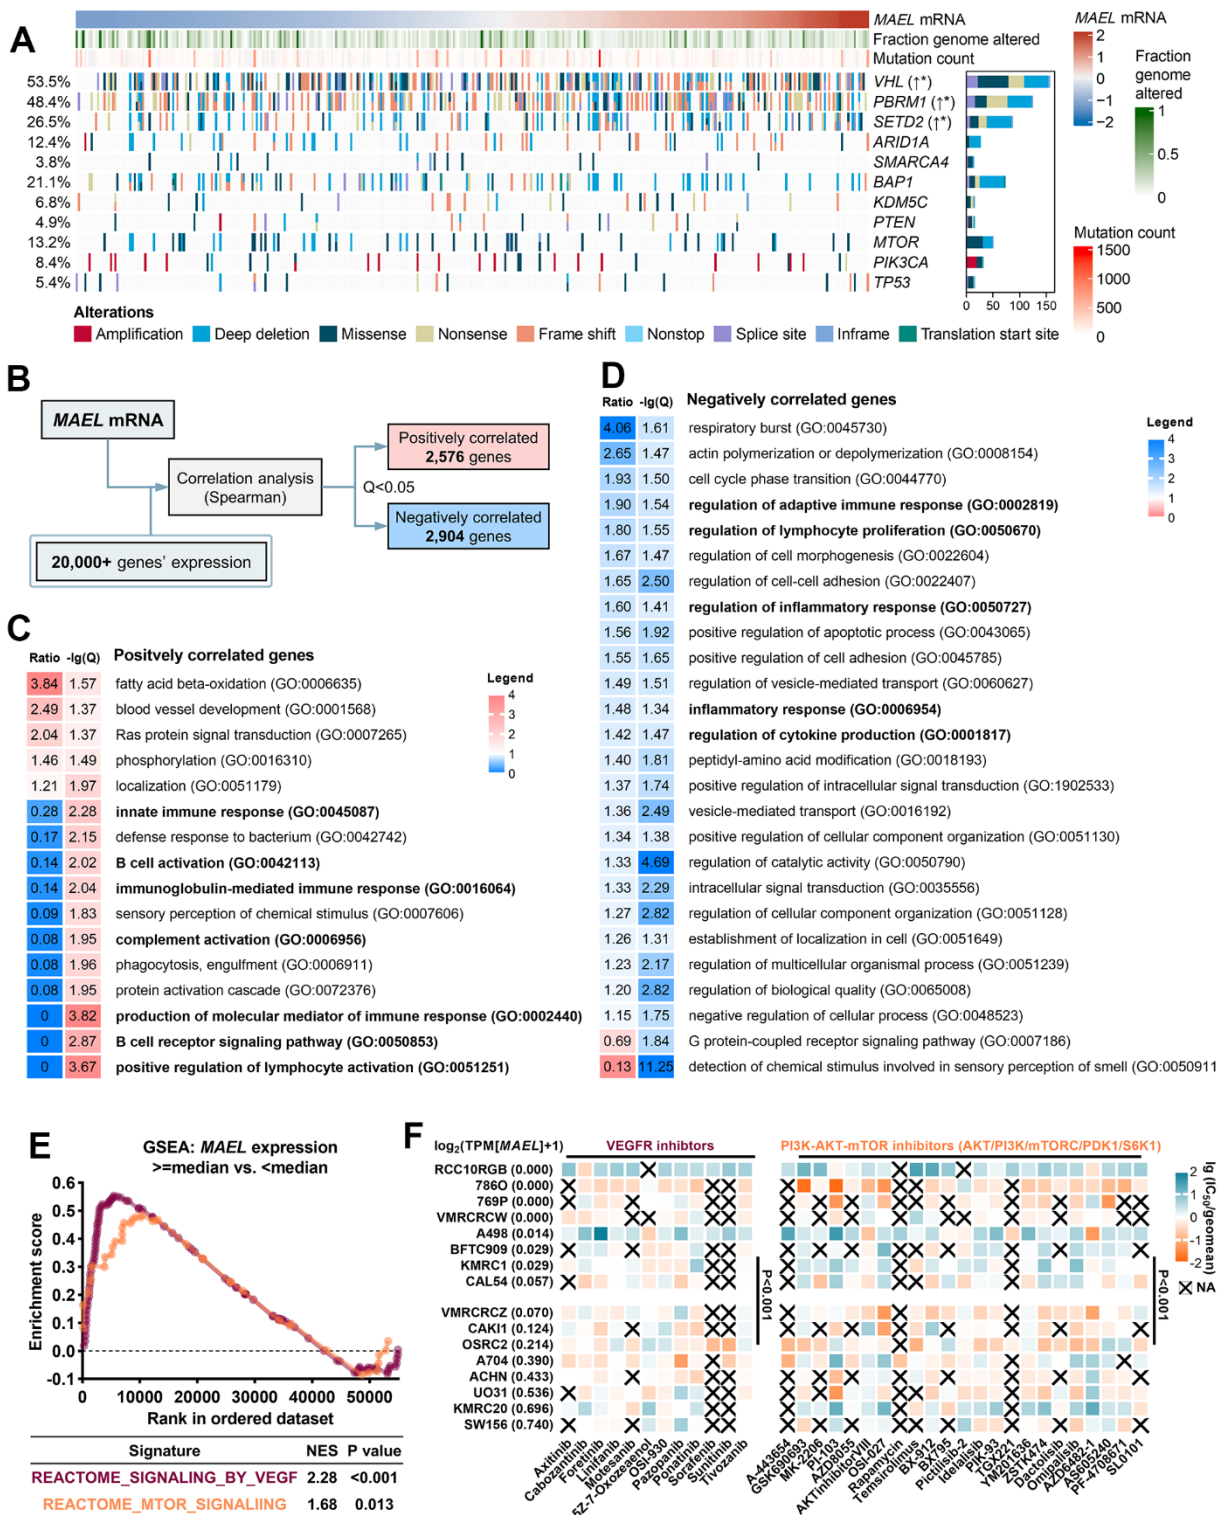 A
MAEL mRNA
Fraction genome altered
Mutation count
53.5% VHL (↑*)
48.4% PBRM1 (↑*)
26.5% SETD2 (↑*)
12.4% ARID1A
3.8% SMARCA4
21.1% BAP1
6.8% KDM5C
4.9% PTEN
13.2% MTOR
8.4% PIK3CA
5.4% TP53
0 50 100 150
MAEL mRNA
2
1
0
−1
−2
Fraction
genome
altered
1
0.5
0
Mutation count
1500
1000
500
0
Alterations
Amplification Deep deletion Missense Nonsense Frame shift Nonstop Splice site Inframe Translation start site
B
MAEL mRNA
Correlation analysis
(Spearman)
20,000+ genes' expression
Q<0.05
Positively correlated
2,576 genes
Negatively correlated
2,904 genes
C
Ratio -lg(Q) Positvely correlated genes
3.84 1.57 fatty acid beta-oxidation (GO:0006635)
2.49 1.37 blood vessel development (GO:0001568)
2.04 1.37 Ras protein signal transduction (GO:0007265)
1.46 1.49 phosphorylation (GO:0016310)
1.21 1.97 localization (GO:0051179)
0.28 2.28 innate immune response (GO:0045087)
0.17 2.15 defense response to bacterium (GO:0042742)
0.14 2.02 B cell activation (GO:0042113)
0.14 2.04 immunoglobulin-mediated immune response (GO:0016064)
0.09 1.83 sensory perception of chemical stimulus (GO:0007606)
0.08 1.95 complement activation (GO:0006956)
0.08 1.96 phagocytosis, engulfment (GO:0006911)
0.08 1.95 protein activation cascade (GO:0072376)
0 3.82 production of molecular mediator of immune response (GO:0002440)
0 2.87 B cell receptor signaling pathway (GO:0050853)
0 3.67 positive regulation of lymphocyte activation (GO:0051251)
Legend
4
3
2
1
0
D
Ratio -lg(Q) Negatively correlated genes
4.06 1.61 respiratory burst (GO:0045730)
2.65 1.47 actin polymerization or depolymerization (GO:0008154)
1.93 1.50 cell cycle phase transition (GO:0044770)
1.90 1.54 regulation of adaptive immune response (GO:0002819)
1.80 1.55 regulation of lymphocyte proliferation (GO:0050670)
1.67 1.47 regulation of cell morphogenesis (GO:0022604)
1.65 2.50 regulation of cell-cell adhesion (GO:0022407)
1.60 1.41 regulation of inflammatory response (GO:0050727)
1.56 1.92 positive regulation of apoptotic process (GO:0043065)
1.55 1.65 positive regulation of cell adhesion (GO:0045785)
1.49 1.51 regulation of vesicle-mediated transport (GO:0060627)
1.48 1.34 inflammatory response (GO:0006954)
1.42 1.47 regulation of cytokine production (GO:0001817)
1.40 1.81 peptidyl-amino acid modification (GO:0018193)
1.37 1.74 positive regulation of intracellular signal transduction (GO:1902533)
1.36 2.49 vesicle-mediated transport (GO:0016192)
1.34 1.38 positive regulation of cellular component organization (GO:0051130)
1.33 4.69 regulation of catalytic activity (GO:0050790)
1.33 2.29 intracellular signal transduction (GO:0035556)
1.27 2.82 regulation of cellular component organization (GO:0051128)
1.26 1.31 establishment of localization in cell (GO:0051649)
1.23 2.17 regulation of multicellular organismal process (GO:0051239)
1.20 2.82 regulation of biological quality (GO:0065008)
1.15 1.75 negative regulation of cellular process (GO:0048523)
0.69 1.84 G protein-coupled receptor signaling pathway (GO:0007186)
0.13 11.25 detection of chemical stimulus involved in sensory perception of smell (GO:0050911
Legend
4
3
2
1
0
E
GSEA: MAEL expression
>=median vs. <median
Enrichment score
0.6
0.5
0.4
0.3
0.2
0.1
0.0
-0.1
0 10000 20000 30000 40000 50000
Rank in ordered dataset
Signature NES P value
REACTOME_SIGNALING_BY_VEGF 2.28 <0.001
REACTOME_MTOR_SIGNALIING 1.68 0.013
F
log2(TPM[MAEL]+1) VEGFR inhibtors PI3K-AKT-mTOR inhibitors (AKT/PI3K/mTORC/PDK1/S6K1)
RCC10RGB (0.000)
786O (0.000)
769P (0.000)
VMRCRCW (0.000)
A498 (0.014)
BFTC909 (0.029)
KMRC1 (0.029)
CAL54 (0.057)
VMRCRCZ (0.070)
CAKI1 (0.124)
OSRC2 (0.214)
A704 (0.390)
ACHN (0.433)
UO31 (0.536)
KMRC20 (0.696)
SW156 (0.740)
P<0.001
P<0.001
2
1
0
-1
-2
lg (IC50/geomean)
NA
Axitinib
Cabozantinib
Foretinib
Linifanib
Motesanib
5Z-7-Oxozeaenol
OSI-930
Pazopanib
Ponatinib
Sorafenib
Sunitinib
Tivozanib
A-443654
GSK690693
MK-2206
PI-103
AZD8055
AKTinhibitorVIII
OSI-027
Rapamycin
Temsirolimus
BX-912
BX795
Pictilisib-2
Idelalisib
PIK-93
TGX221
YM201636
ZSTK474
Dactolisib
Omipalisib
AZD6482-1
AS605240
PF-4708671
SL0101